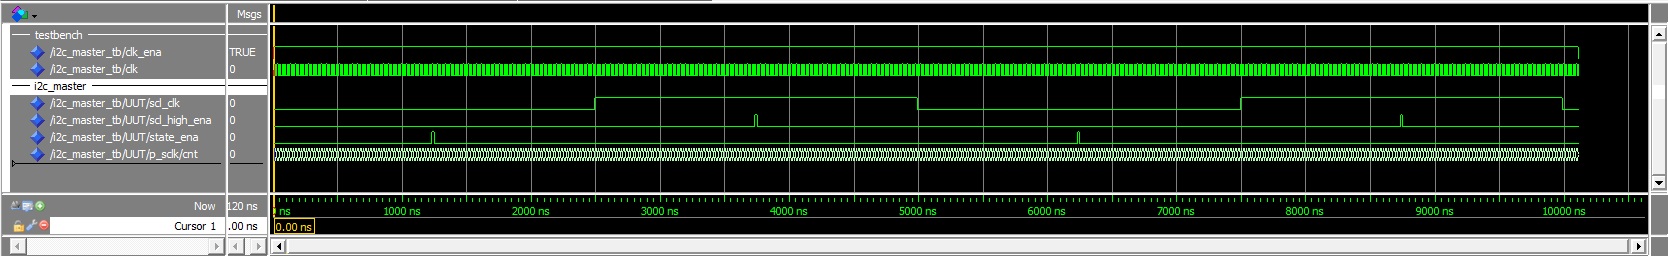 Msgs
testbench
/i2c_master_tb/clk_ena TRUE
/i2c_master_tb/clk 0
i2c_master
/i2c_master_tb/UUT/scl_clk 0
/i2c_master_tb/UUT/scl_high_ena 0
/i2c_master_tb/UUT/state_ena 0
/i2c_master_tb/UUT/p_sclk/cnt 0
Now 120 ns ns 1000 ns 2000 ns 3000 ns 4000 ns 5000 ns 6000 ns 7000 ns 8000 ns 9000 ns 10000 ns
Cursor 1 .00 ns 0.00 ns